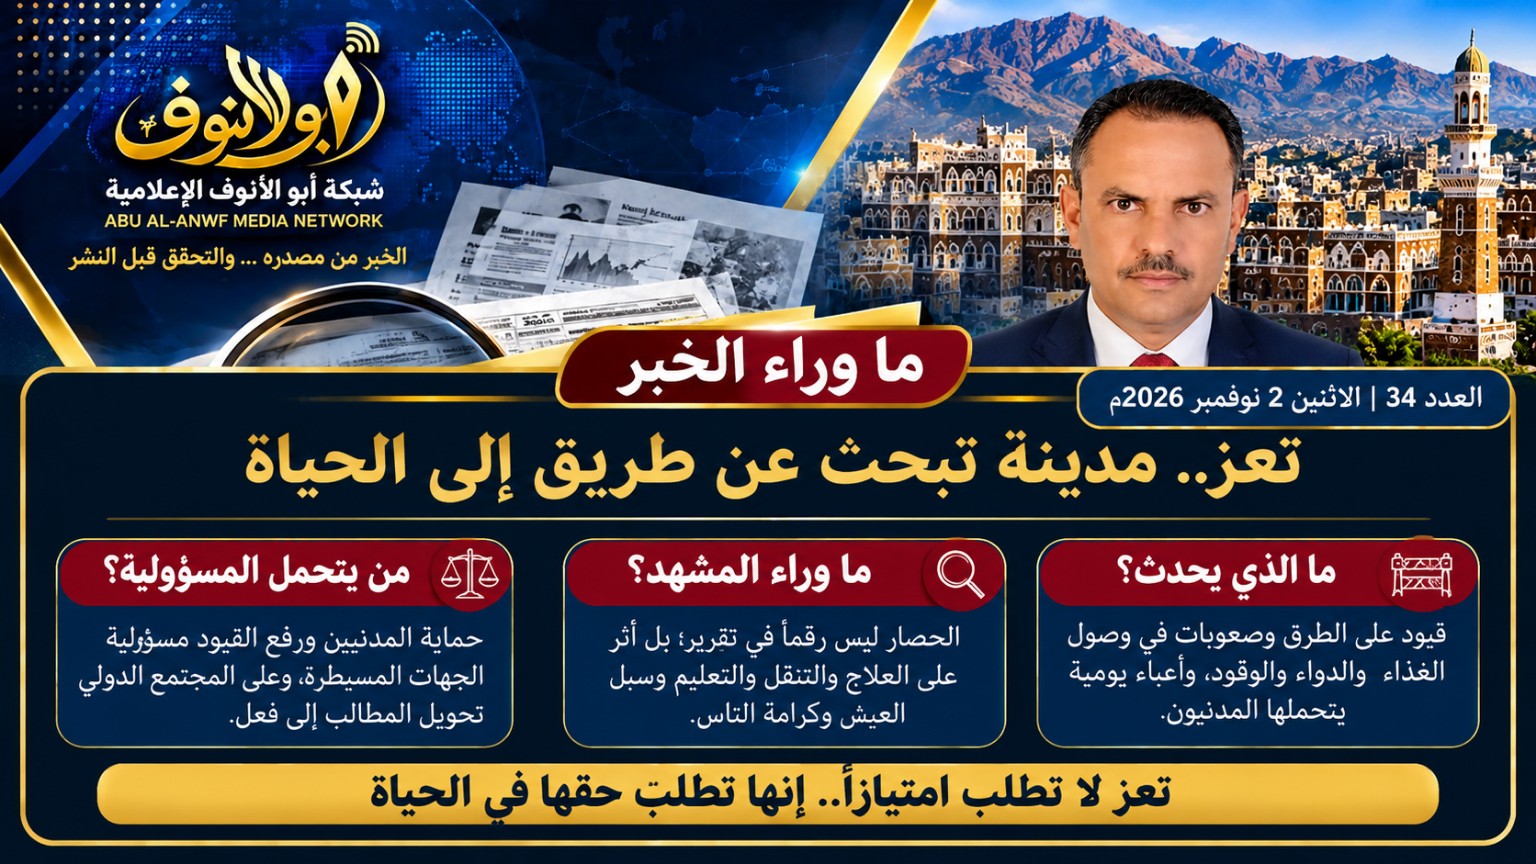 أبو الأنوف
شبكة أبو الأنوف الإعلامية
ABU AL-ANWF MEDIA NETWORK
الخبر من مصدره ... والتحقق قبل النشر
ما وراء الخبر
العدد 34 | الاثنين 2 نوفمبر 2026م
تعز.. مدينة تبحث عن طريق إلى الحياة
ما الذي يحدث؟
قيود على الطرق وصعوبات في وصول
الغذاء والدواء والوقود، وأعباء يومية
يتحملها المدنيون.
ما وراء المشهد؟
الحصار ليس رقماً في تقرير؛ بل أثر
على العلاج والتنقل والتعليم وسبل
العيش وكرامة الناس.
من يتحمل المسؤولية؟
حماية المدنيين ورفع القيود مسؤولية
الجهات المسيطرة، وعلى المجتمع الدولي
تحويل المطالب إلى فعل.
تعز لا تطلب امتيازاً.. إنها تطلب حقها في الحياة